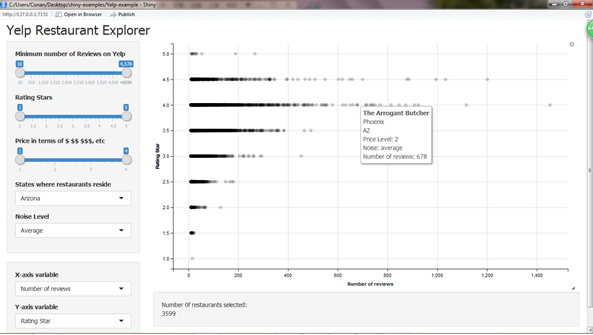 C:/Users/Conan/Desktop/shiny-examples/Yelp-example - Shiny
http://127.0.0.1:7151 Open in Browser Publish
Yelp Restaurant Explorer
Minimum number of Reviews on Yelp
10 4,578
Rating Stars
1 5
1 1.5 2 2.5 3 3.5 4 4.5 5
Price in terms of $ $$ $$$, etc
1 4
1 2 3 4
States where restaurants reside
Arizona
Noise Level
Average
X-axis variable
Number of reviews
Y-axis variable
Rating Star
Rating Star
5.0
4.5
4.0
3.5
3.0
2.5
2.0
1.5
1.0
The Arrogant Butcher
Phoenix
AZ
Price Level: 2
Noise: average
Number of reviews: 678
0 200 400 600 800 1,000 1,200 1,400
Number of reviews
Number 0f restaurants selected:
3599